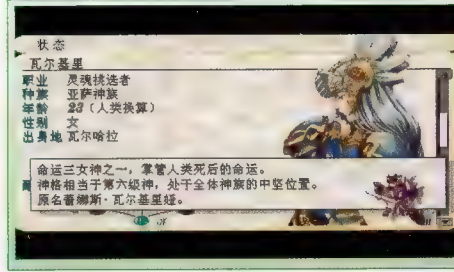 状态
瓦尔基里
职业 灵魂挑选者
种族 亚萨神族
年龄 23（人类换算）
性别 女
出身地 瓦尔哈拉
命运三女神之一，掌管人类死后的命运。
神格相当于第六级神，处于全体神族的中坚位置。
原名蕾娜斯·瓦尔基里娅。